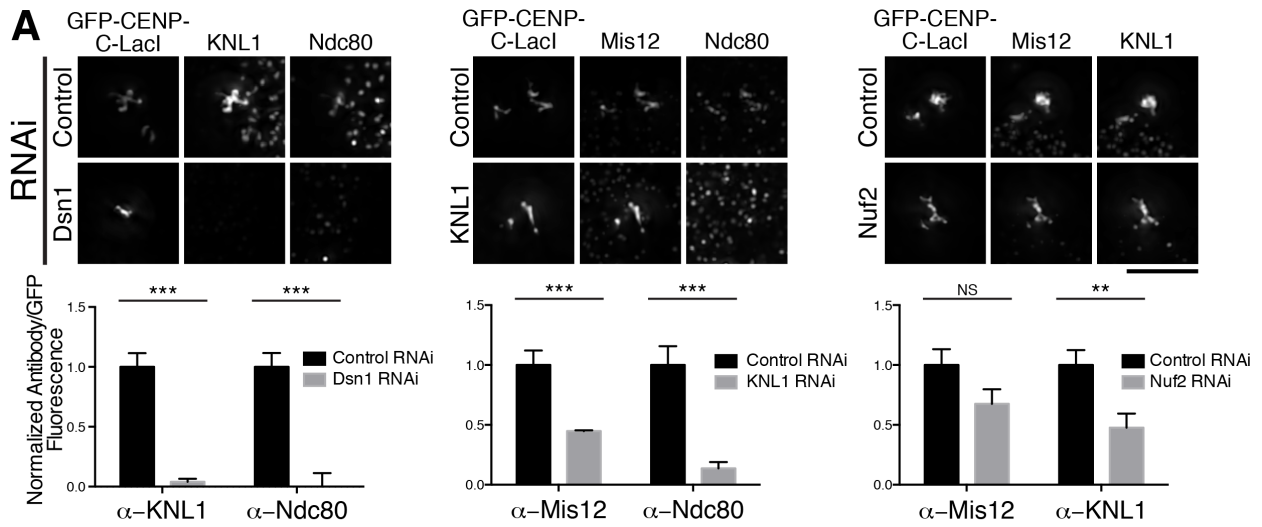 A
GFP-CENP-
C-LacI KNL1 Ndc80
GFP-CENP-
C-LacI Mis12 Ndc80
GFP-CENP-
C-LacI Mis12 KNL1
RNAi
Control
Dsn1
Control
KNL1
Control
Nuf2
Normalized Antibody/GFP
Fluorescence
*** ***
1.5
1.0
0.5
0.0
Control RNAi
Dsn1 RNAi
α-KNL1 α-Ndc80
*** ***
1.5
1.0
0.5
0.0
Control RNAi
KNL1 RNAi
α-Mis12 α-Ndc80
NS **
1.5
1.0
0.5
0.0
Control RNAi
Nuf2 RNAi
α-Mis12 α-KNL1